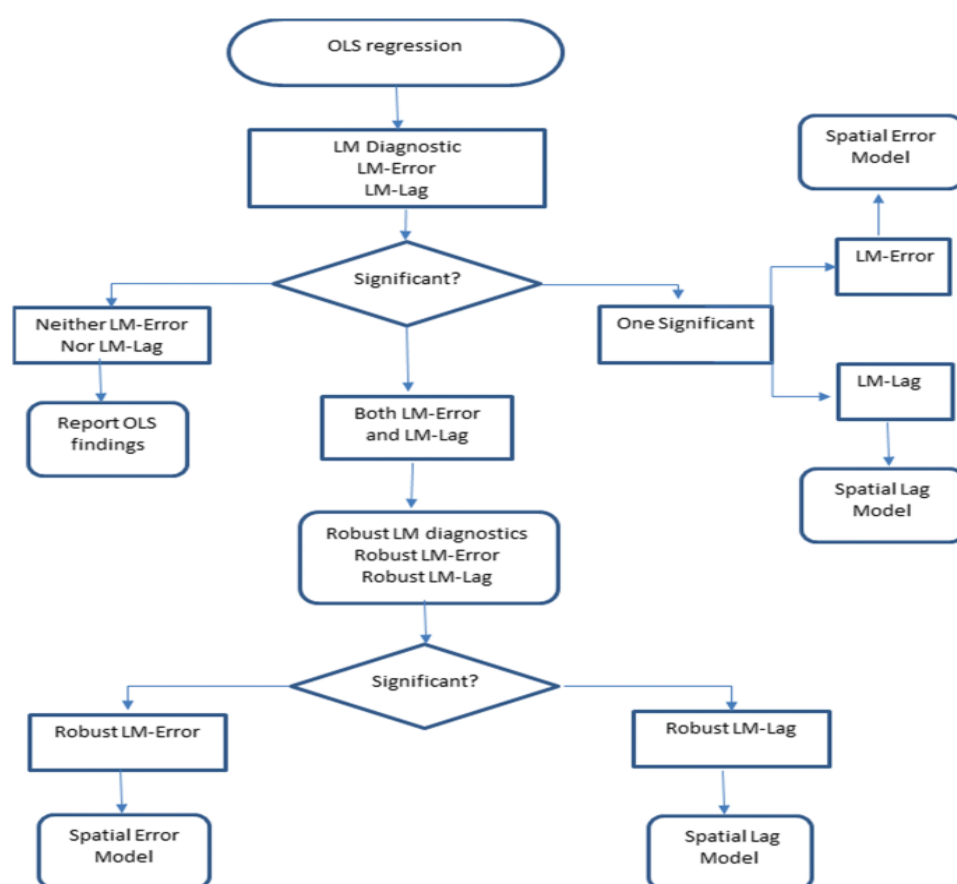 OLS regression
LM Diagnostic
LM-Error
LM-Lag
Spatial Error
Model
Significant?
LM-Error
Neither LM-Error
Nor LM-Lag
One Significant
LM-Lag
Report OLS
findings
Both LM-Error
and LM-Lag
Spatial Lag
Model
Robust LM diagnostics
Robust LM-Error
Robust LM-Lag
Significant?
Robust LM-Error
Robust LM-Lag
Spatial Error
Model
Spatial Lag
Model